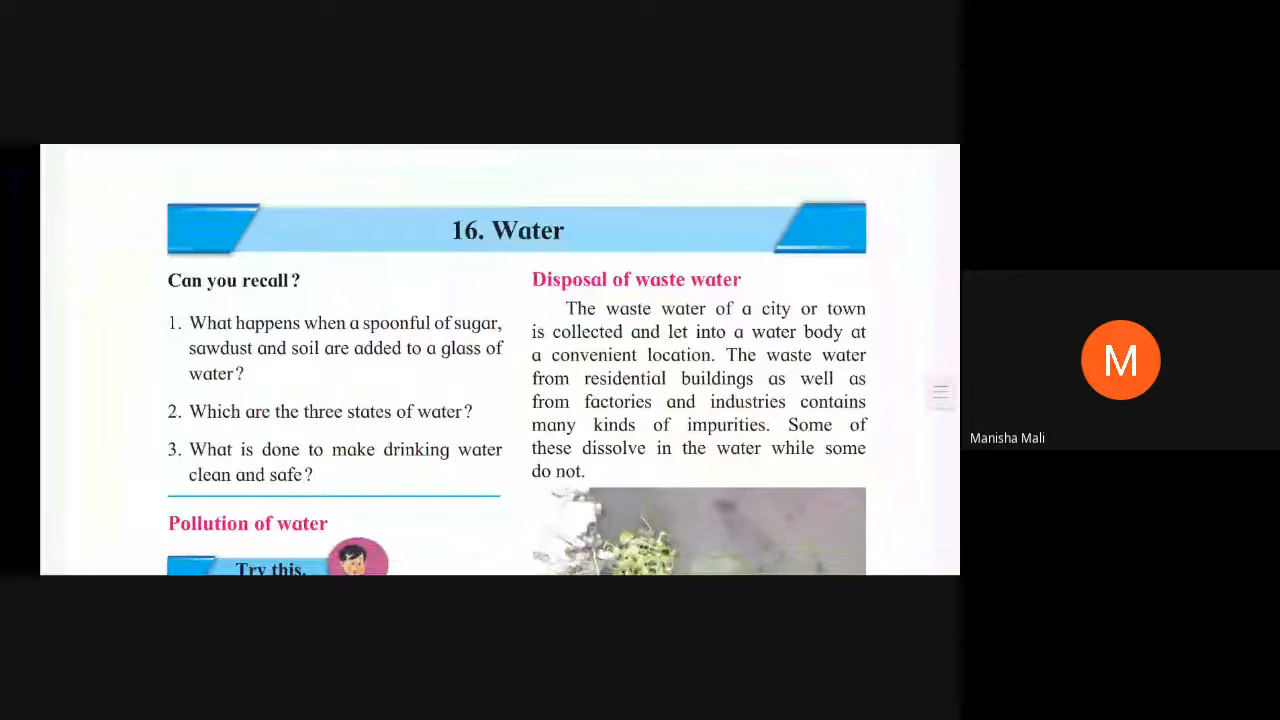 16. Water
Can you recall?
1. What happens when a spoonful of sugar,
sawdust and soil are added to a glass of
water?
2. Which are the three states of water?
3. What is done to make drinking water
clean and safe?
Pollution of water
Try this.
Disposal of waste water
The waste water of a city or town
is collected and let into a water body at
a convenient location. The waste water
from residential buildings as well as
from factories and industries contains
many kinds of impurities. Some of
these dissolve in the water while some
do not.
M
Manisha Mali